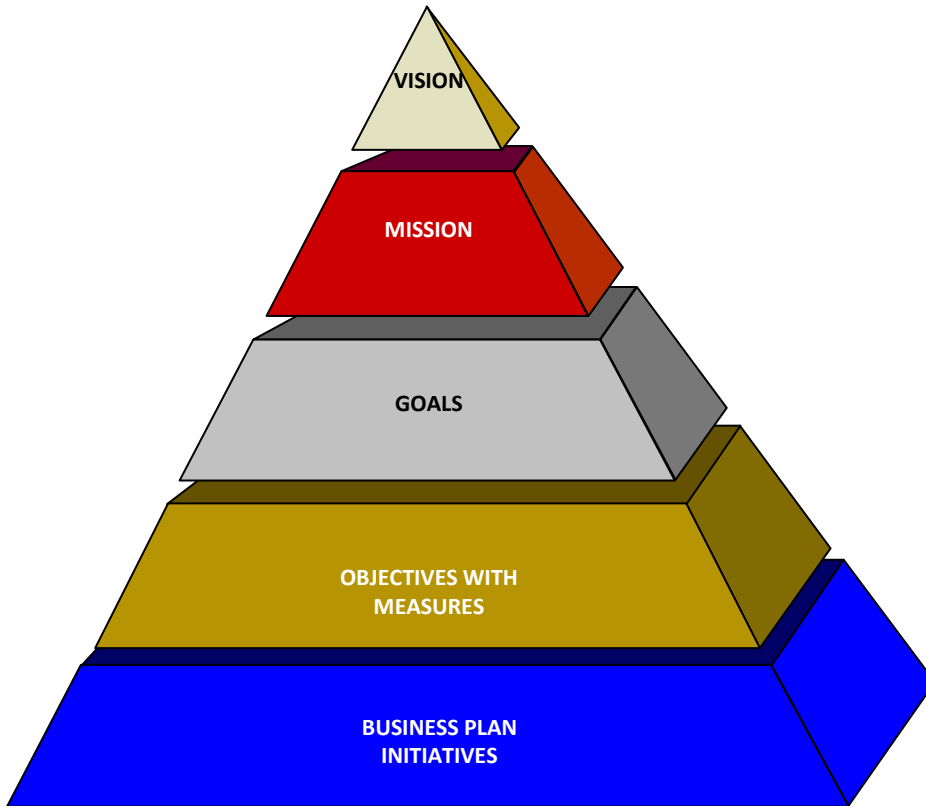 VISION
MISSION
GOALS
OBJECTIVES WITH
MEASURES
BUSINESS PLAN
INITIATIVES